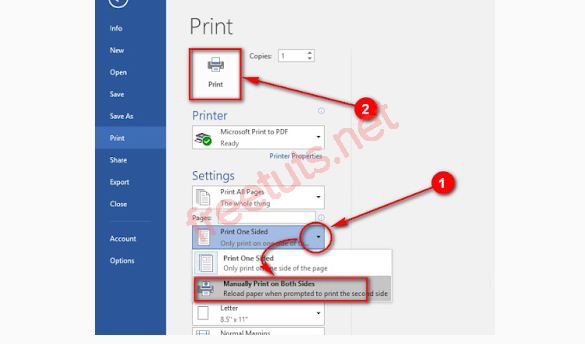 Info
New
Open
Save
Save As
Print
Share
Export
Close
Account
Options
Print
Print
Copies: 1
2
Printer
Microsoft Print to PDF
Ready
Printer Properties
Settings
Print All Pages
The whole thing
Pages:
1
Print One Sided
Only print on one side of th...
Print One Sided
Only print on one side of the page
Manually Print on Both Sides
Reload paper when prompted to print the second side
Letter
8.5" x 11"
Normal Margins
freetuts.net